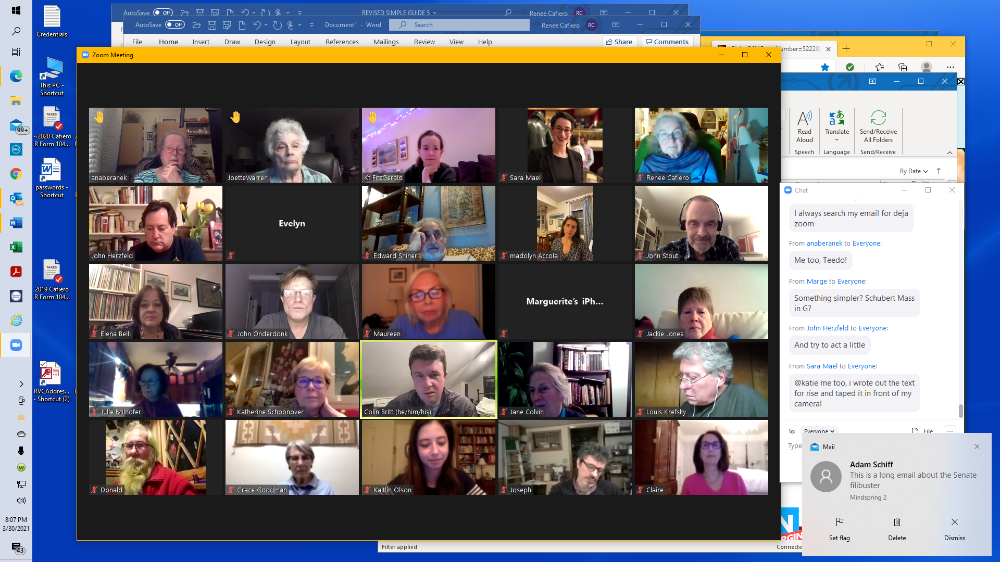 AutoSave Off
REVISED SIMPLE GUIDE 5
Renee Cafiero RC
AutoSave Off
Document1 - Word
Search
Renee Cafiero RC
File Home Insert Draw Design Layout References Mailings Review View Help
Share Comments
Number=52228)
Zoom Meeting
Credentials
This PC -
Shortcut
TAXES
~2020 Cafiero
R Form 104...
passwords -
Shortcut
TAXES
2019 Cafiero
R Form 104...
RVCAddres...
- Shortcut (2)
99+
DELL
8:07 PM
3/30/2021
43
anaberanek
JoetteWarren
Kt FitzGerald
Sara Mael
Renee Cafiero
John Herzfeld
Evelyn
Edward Shiner
madolyn Accola
John Stout
Elena Belli
John Onderdonk
Maureen
Marguerite's iPh...
Jackie Jones
Julie Milhofer
Katherine Schoonover
Colin Britt (he/him/his)
Jane Colvin
Louis Krefsky
Donald
Grace Goodman
Kaitlin Olson
Joseph
Claire
Read
Aloud
Speech
Translate
Language
Send/Receive
All Folders
Send/Receive
By Date
Chat
I always search my email for deja
zoom
From anaberanek to Everyone:
Me too, Teedo!
From Marge to Everyone:
Something simpler? Schubert Mass
in G?
From John Herzfeld to Everyone:
And try to act a little
From Sara Mael to Everyone:
@katie me too, i wrote out the text
for rise and taped it in front of my
camera!
To: Everyone File
Type
Mail
Adam Schiff
This is a long email about the Senate
filibuster
Mindspring 2
Set flag Delete Dismiss
Filter applied
Connecte